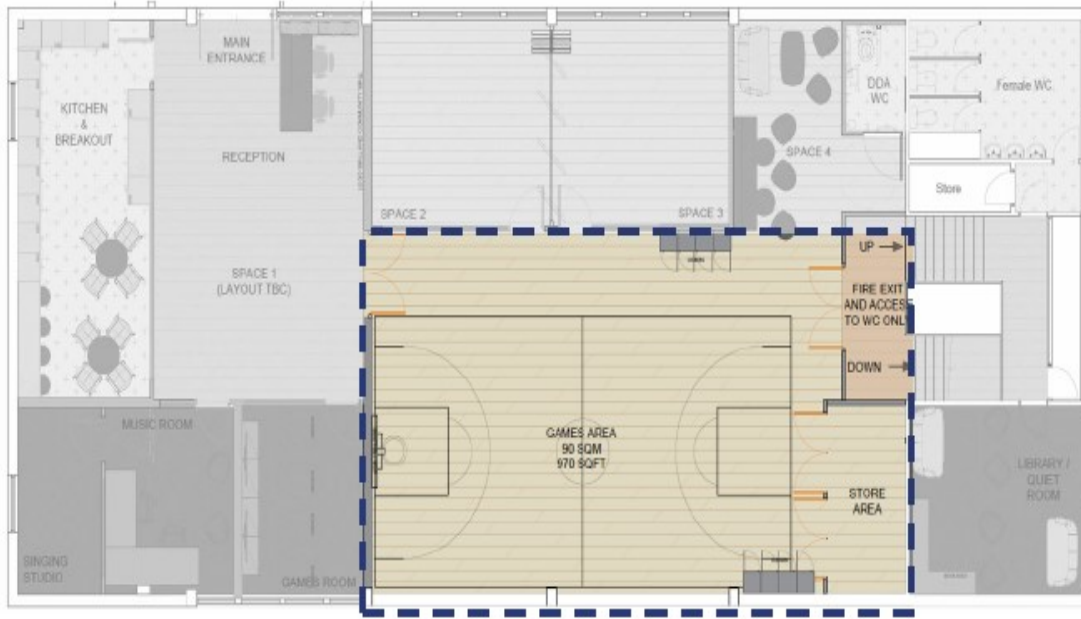 MAIN
ENTRANCE
KITCHEN
&
BREAKOUT
RECEPTION
DDA
WC
Female WC
SPACE 4
Store
SPACE 2
SPACE 3
SPACE 1
(LAYOUT TBC)
UP
FIRE EXIT
AND ACCESS
TO WC ONLY
DOWN
MUSIC ROOM
GAMES AREA
90 SQM
970 SQFT
STORE
AREA
LIBRARY /
QUIET
ROOM
SINGING
STUDIO
GAMES ROOM